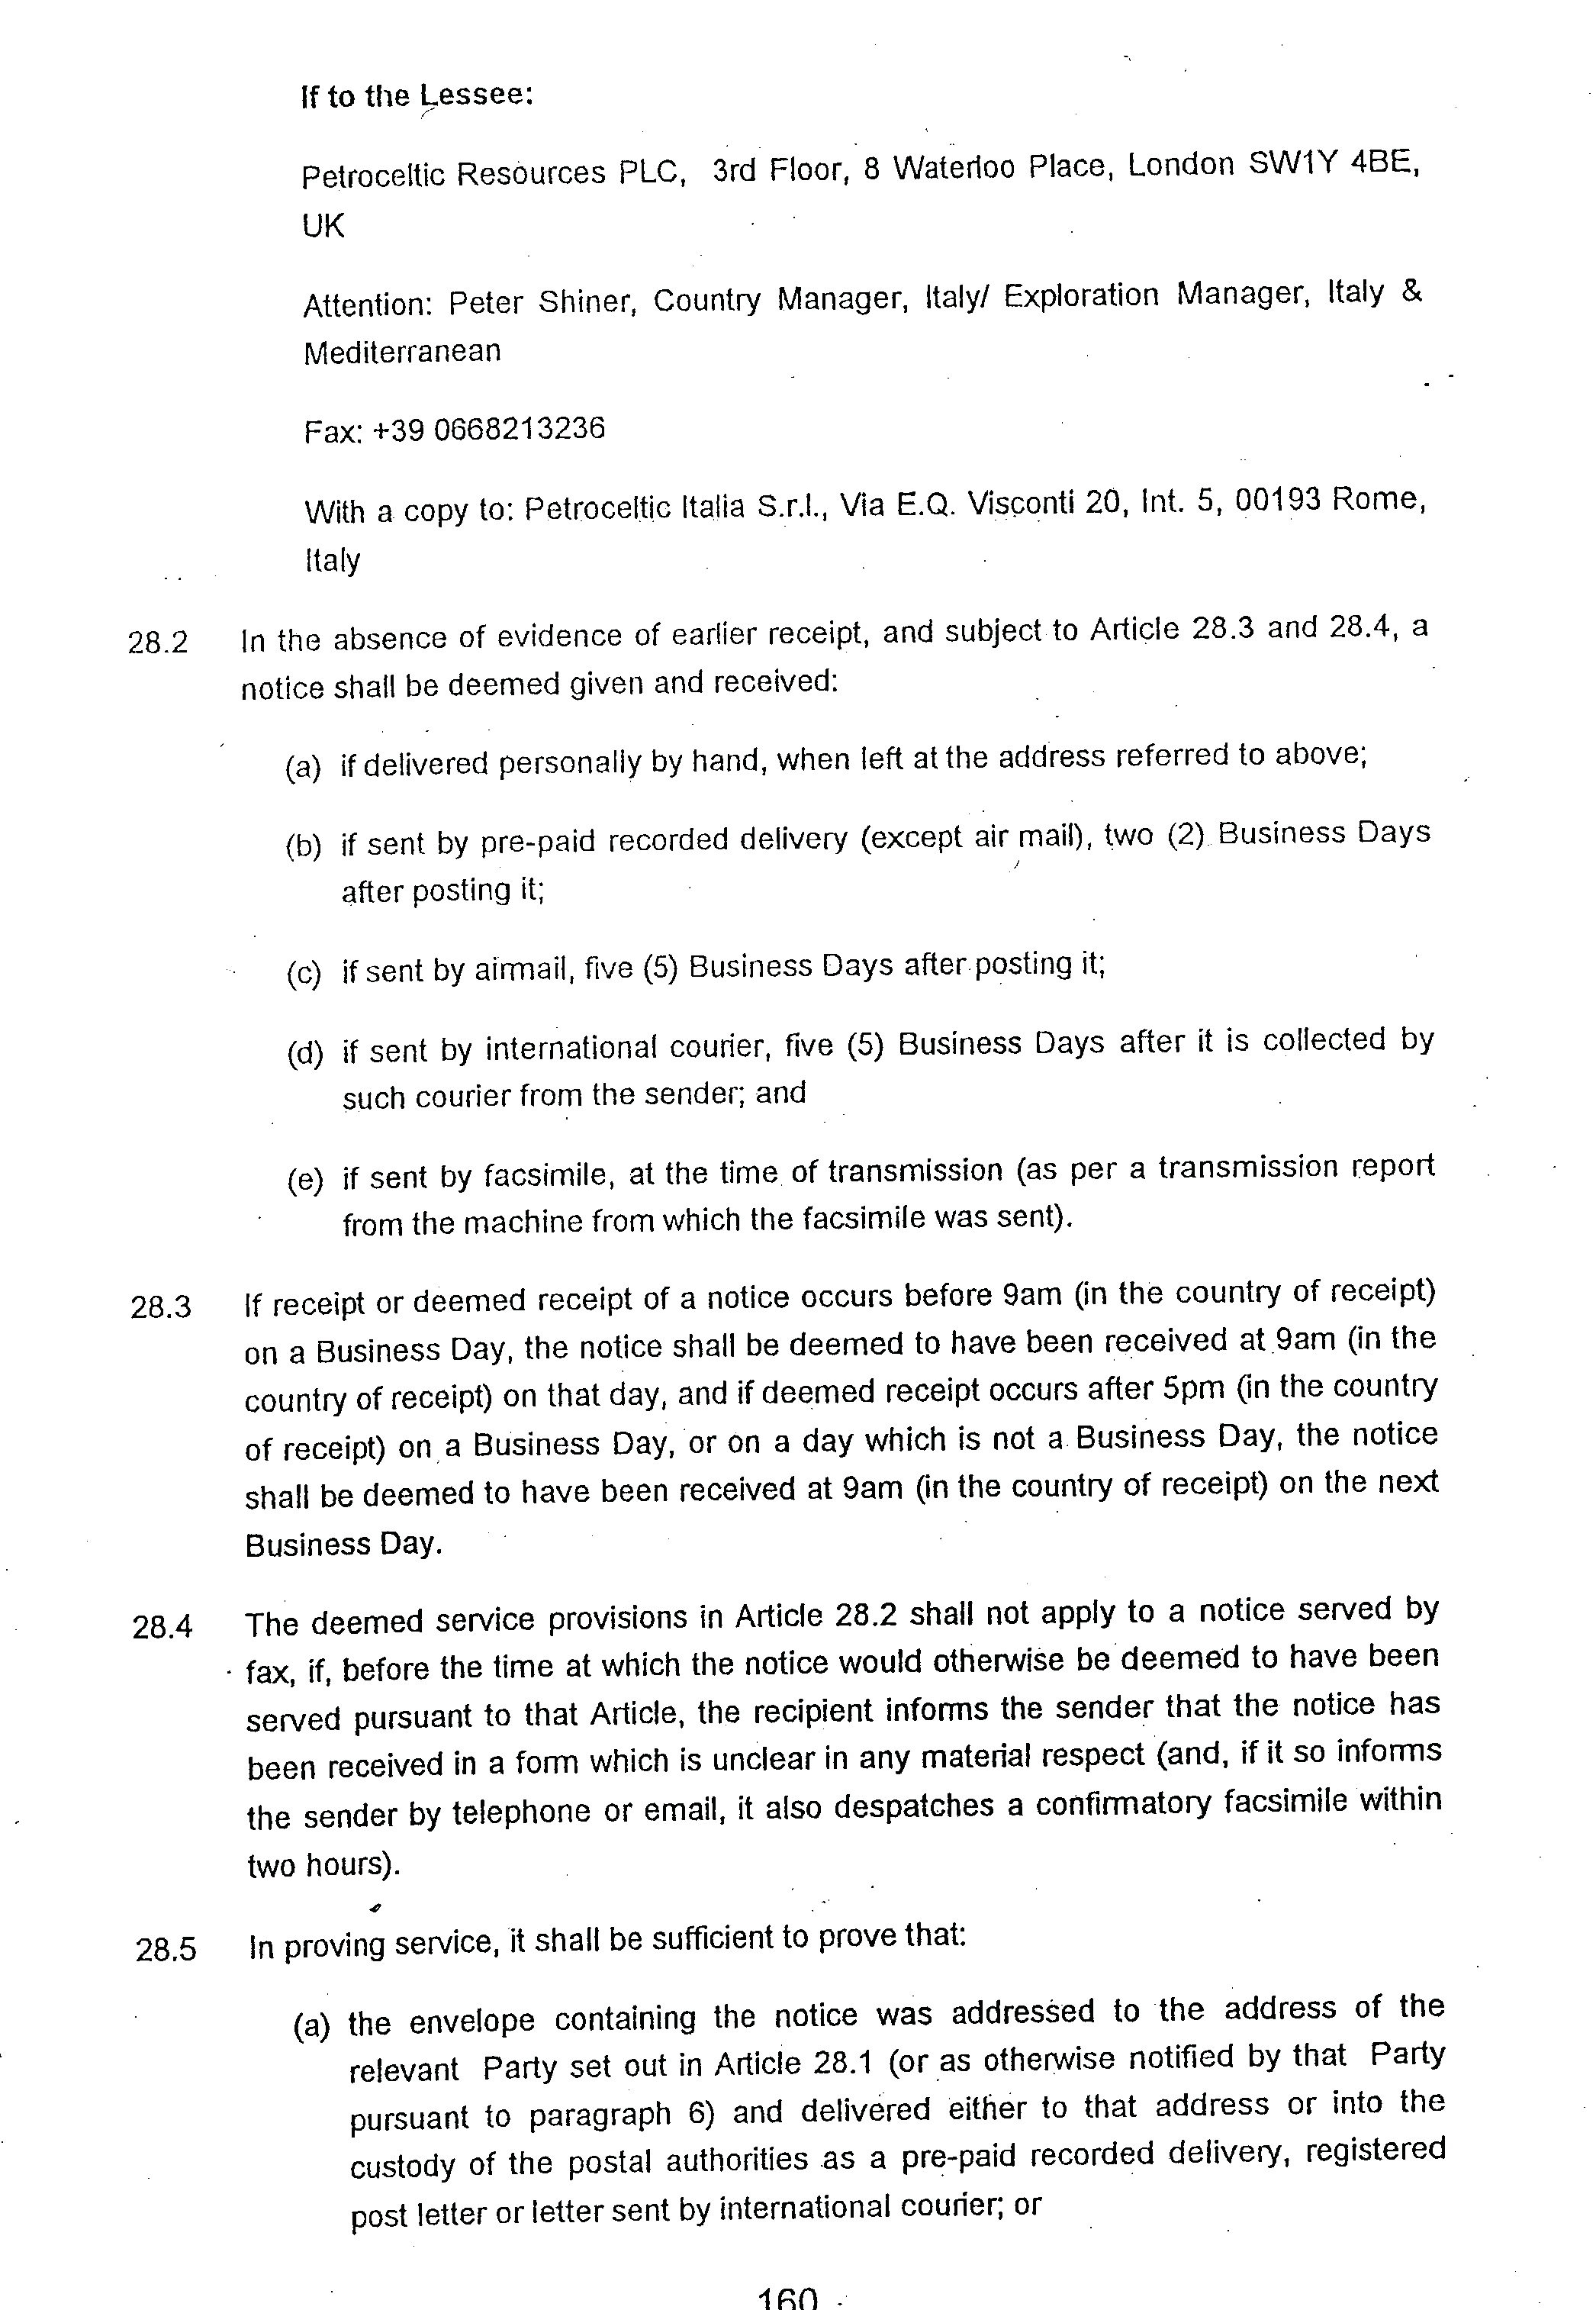 If to the Lessee:
Petroceltic Resources PLC, 3rd Floor, 8 Waterloo Place, London SW1Y 4BE,
UK
Attention: Peter Shiner, Country Manager, Italy/ Exploration Manager, Italy &
Mediterranean
Fax: +39 0668213236
With a copy to: Petroceltic Italia S.r.l., Via E.Q. Visconti 20, Int. 5, 00193 Rome,
Italy
28.2 In the absence of evidence of earlier receipt, and subject to Article 28.3 and 28.4, a
notice shall be deemed given and received:
(a) if delivered personally by hand, when left at the address referred to above;
(b) if sent by pre-paid recorded delivery (except air mail), two (2) Business Days
after posting it;
(c) if sent by airmail, five (5) Business Days after posting it;
(d) if sent by international courier, five (5) Business Days after it is collected by
such courier from the sender; and
(e) if sent by facsimile, at the time of transmission (as per a transmission report
from the machine from which the facsimile was sent).
28.3 If receipt or deemed receipt of a notice occurs before 9am (in the country of receipt)
on a Business Day, the notice shall be deemed to have been received at 9am (in the
country of receipt) on that day, and if deemed receipt occurs after 5pm (in the country
of receipt) on a Business Day, or on a day which is not a Business Day, the notice
shall be deemed to have been received at 9am (in the country of receipt) on the next
Business Day.
28.4 The deemed service provisions in Article 28.2 shall not apply to a notice served by
fax, if, before the time at which the notice would otherwise be deemed to have been
served pursuant to that Article, the recipient informs the sender that the notice has
been received in a form which is unclear in any material respect (and, if it so informs
the sender by telephone or email, it also despatches a confirmatory facsimile within
two hours).
28.5 In proving service, it shall be sufficient to prove that:
(a) the envelope containing the notice was addressed to the address of the
relevant Party set out in Article 28.1 (or as otherwise notified by that Party
pursuant to paragraph 6) and delivered either to that address or into the
custody of the postal authorities as a pre-paid recorded delivery, registered
post letter or letter sent by international courier; or
160